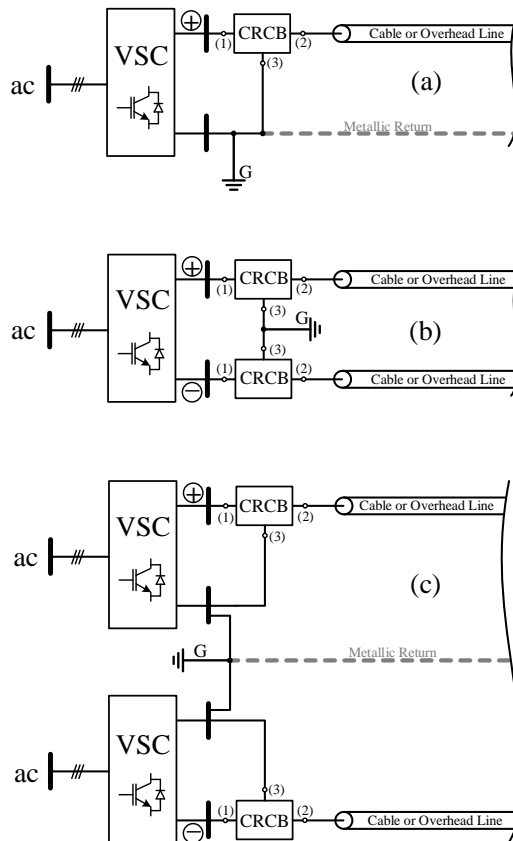 ⊕ CRCB
(1) (2) Cable or Overhead Line
VSC
(3)
(a)
ac
Metallic Return
G
⊕
(1) CRCB (2) Cable or Overhead Line
VSC
(3)
G
(b)
ac
(3)
(1) CRCB (2) Cable or Overhead Line
⊖
⊕
(1) CRCB (2) Cable or Overhead Line
VSC
(3)
ac
(c)
G Metallic Return
VSC
ac
(3)
(1) CRCB (2) Cable or Overhead Line
⊖